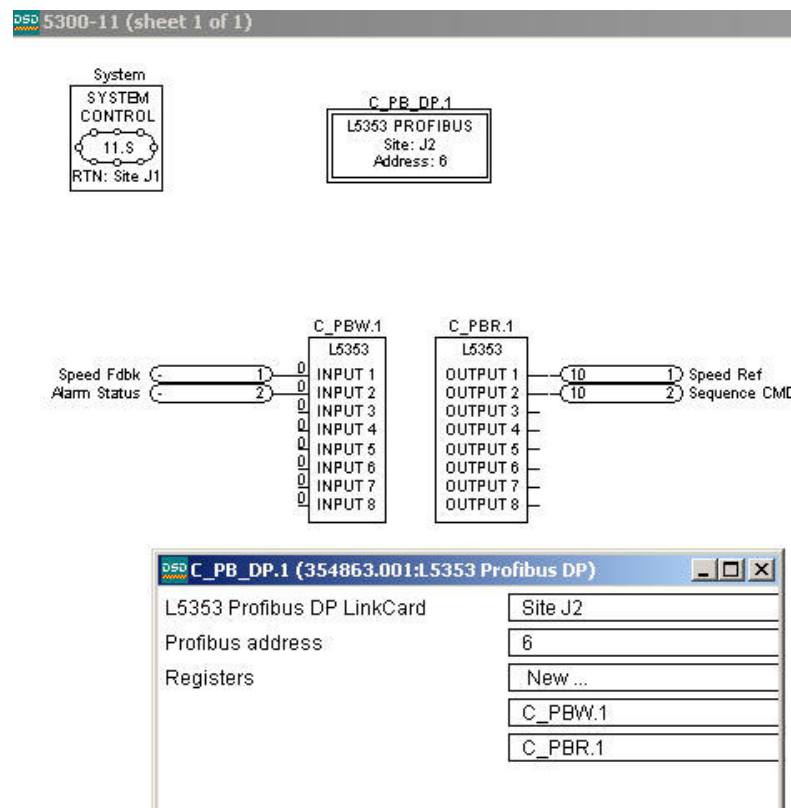 DSD 5300-11 (sheet 1 of 1)
System
SYSTEM
CONTROL
11.S
RTN: Site J1
C_PB_DP.1
L5353 PROFIBUS
Site: J2
Address: 6
C_PBW.1
L5353
Speed Fdbk - 1 0 INPUT 1
Alarm Status - 2 0 INPUT 2
0 INPUT 3
0 INPUT 4
0 INPUT 5
0 INPUT 6
0 INPUT 7
0 INPUT 8
C_PBR.1
L5353
OUTPUT 1 10 1 Speed Ref
OUTPUT 2 10 2 Sequence CMD
OUTPUT 3
OUTPUT 4
OUTPUT 5
OUTPUT 6
OUTPUT 7
OUTPUT 8
DSD C_PB_DP.1 (354863.001:L5353 Profibus DP)
L5353 Profibus DP LinkCard Site J2
Profibus address 6
Registers New ...
C_PBW.1
C_PBR.1